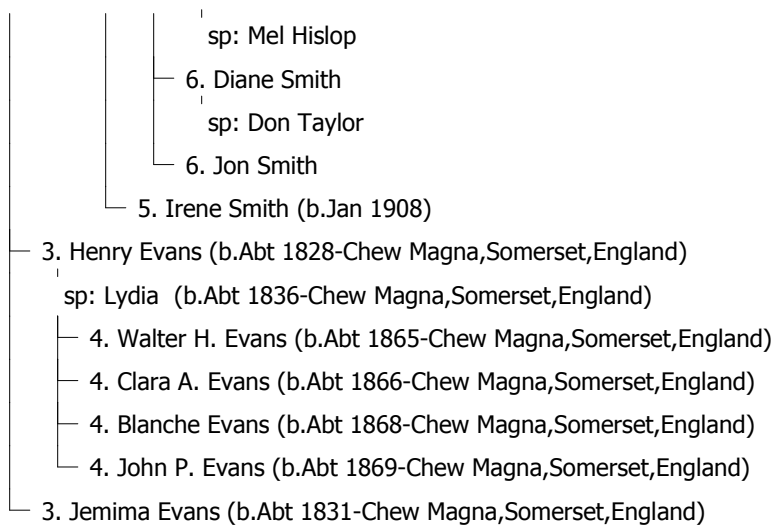 sp: Mel Hislop
6. Diane Smith
sp: Don Taylor
6. Jon Smith
5. Irene Smith (b.Jan 1908)
3. Henry Evans (b.Abt 1828-Chew Magna,Somerset,England)
sp: Lydia (b.Abt 1836-Chew Magna,Somerset,England)
4. Walter H. Evans (b.Abt 1865-Chew Magna,Somerset,England)
4. Clara A. Evans (b.Abt 1866-Chew Magna,Somerset,England)
4. Blanche Evans (b.Abt 1868-Chew Magna,Somerset,England)
4. John P. Evans (b.Abt 1869-Chew Magna,Somerset,England)
3. Jemima Evans (b.Abt 1831-Chew Magna,Somerset,England)